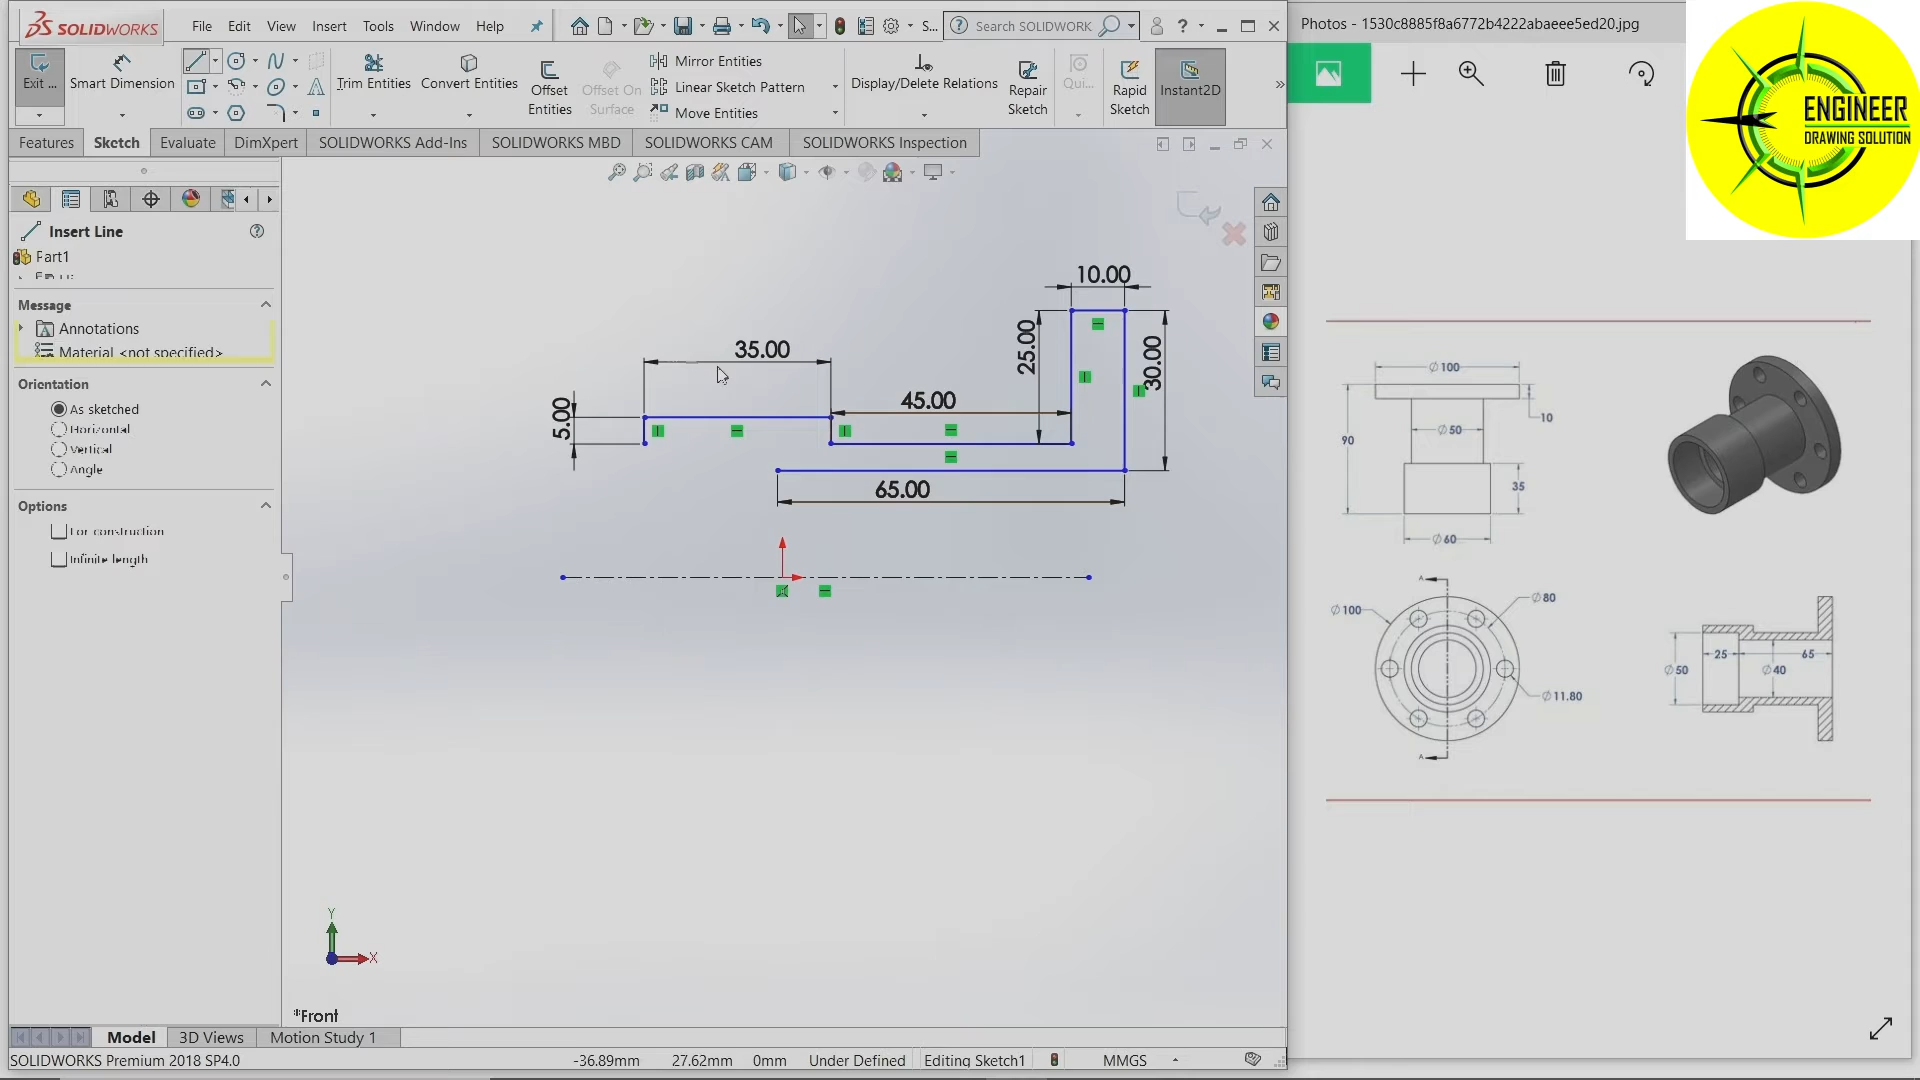 SOLIDWORKS File Edit View Insert Tools Window Help S... Search SOLIDWORK ?
Exit ... Smart Dimension Trim Entities Convert Entities Offset Entities Offset On Surface Mirror Entities Linear Sketch Pattern Move Entities Display/Delete Relations Repair Sketch Qui... Rapid Sketch Instant2D
Features Sketch Evaluate DimXpert SOLIDWORKS Add-Ins SOLIDWORKS MBD SOLIDWORKS CAM SOLIDWORKS Inspection
Insert Line
Part1
Message
Annotations
Material <not specified>
Orientation
As sketched
Horizontal
Vertical
Angle
Options
For construction
Infinite length
10.00
35.00
25.00
30.00
5.00
45.00
65.00
Y
X
*Front
Model 3D Views Motion Study 1
SOLIDWORKS Premium 2018 SP4.0 -36.89mm 27.62mm 0mm Under Defined Editing Sketch1 MMGS
Photos - 1530c8885f8a6772b4222abaeee5ed20.jpg
ENGINEER
DRAWING SOLUTION
Ø100
10
90
Ø50
35
Ø60
A
Ø100
Ø80
Ø11.80
A
25 65
Ø50 Ø40